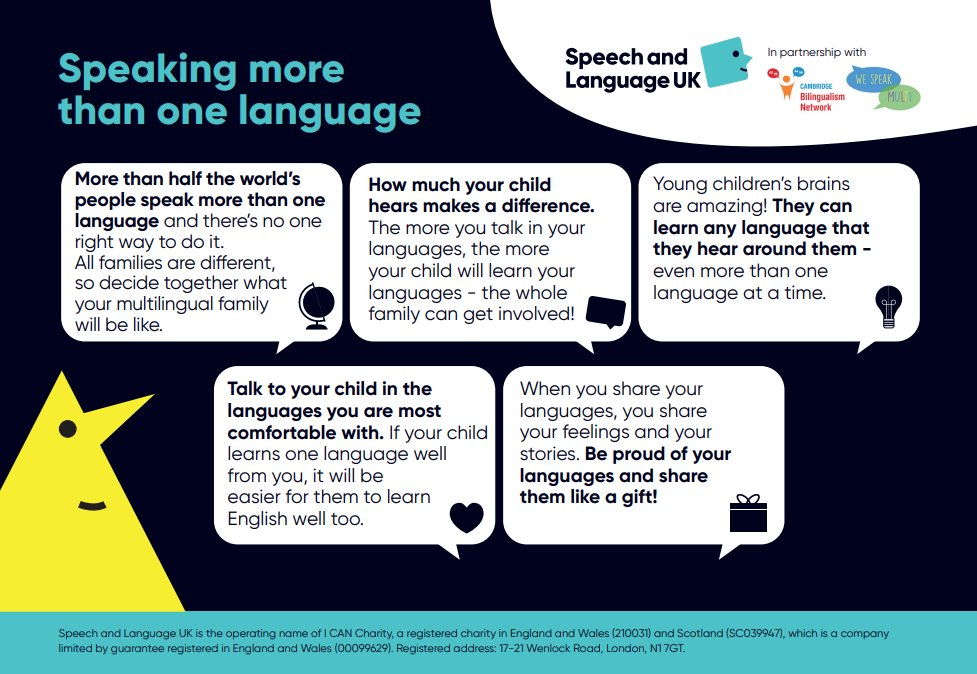 Speaking more
than one language
Speech and
Language UK
In partnership with
CAMBRIDGE
Bilingualism
Network
WE SPEAK
MULTI
More than half the world's
people speak more than one
language and there's no one
right way to do it.
All families are different,
so decide together what
your multilingual family
will be like.
How much your child
hears makes a difference.
The more you talk in your
languages, the more
your child will learn your
languages - the whole
family can get involved!
Young children's brains
are amazing! They can
learn any language that
they hear around them -
even more than one
language at a time.
Talk to your child in the
languages you are most
comfortable with. If your child
learns one language well
from you, it will be
easier for them to learn
English well too.
When you share your
languages, you share
your feelings and your
stories. Be proud of your
languages and share
them like a gift!
Speech and Language UK is the operating name of I CAN Charity, a registered charity in England and Wales (210031) and Scotland (SC039947), which is a company
limited by guarantee registered in England and Wales (00099629). Registered address: 17-21 Wenlock Road, London, N1 7GT.